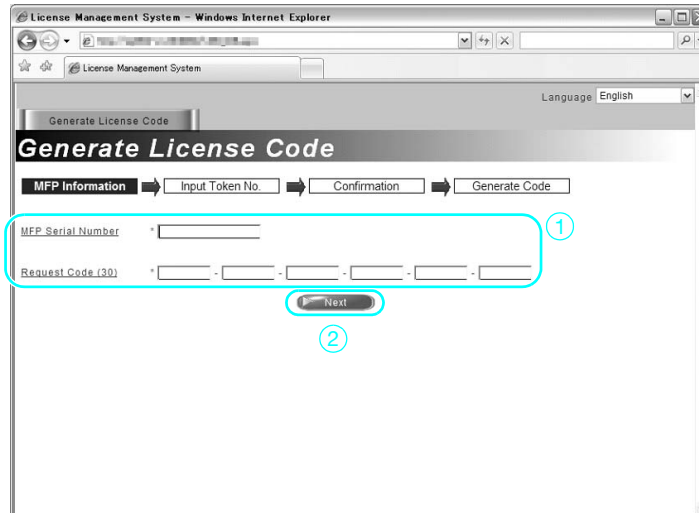 License Management System - Windows Internet Explorer
License Management System
Language English
Generate License Code
Generate License Code
MFP Information Input Token No. Confirmation Generate Code
MFP Serial Number *
1
Request Code (30) * - - - - -
Next
2